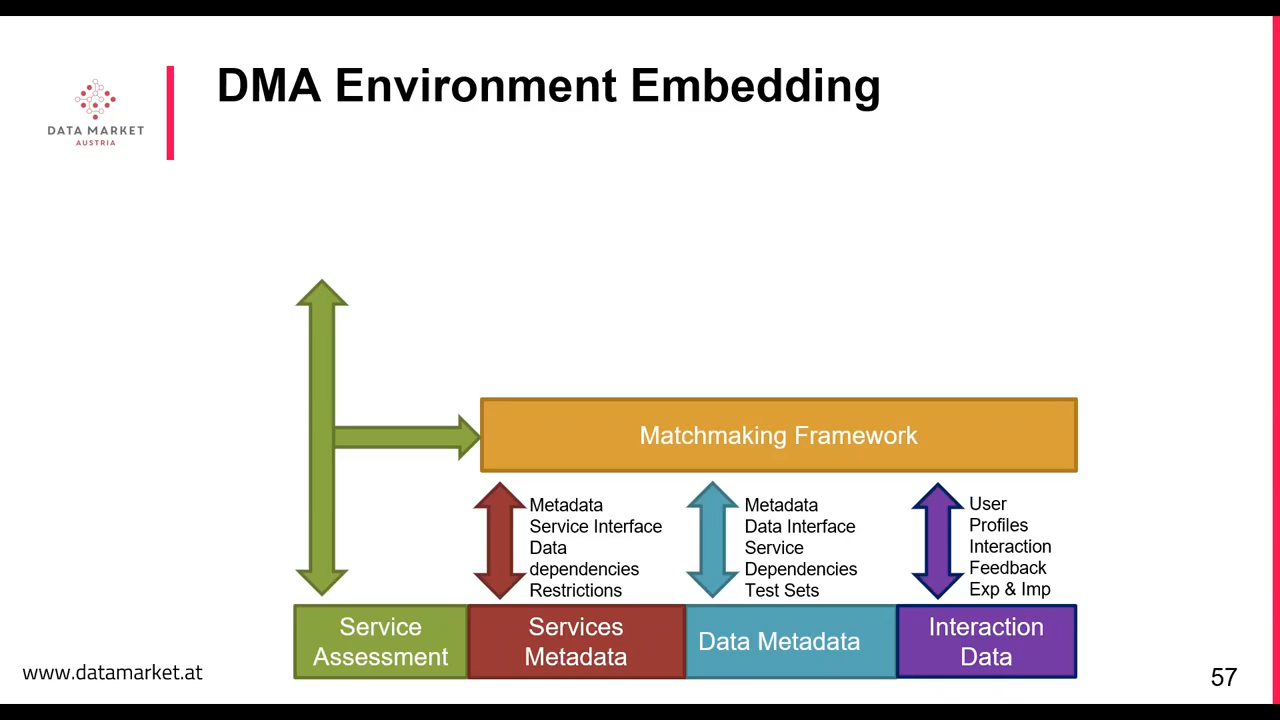 DMA Environment Embedding
DATA MARKET
AUSTRIA
Matchmaking Framework
Metadata
Service Interface
Data
dependencies
Restrictions
Metadata
Data Interface
Service
Dependencies
Test Sets
User
Profiles
Interaction
Feedback
Exp & Imp
Service
Assessment
Services
Metadata
Data Metadata
Interaction
Data
www.datamarket.at
57